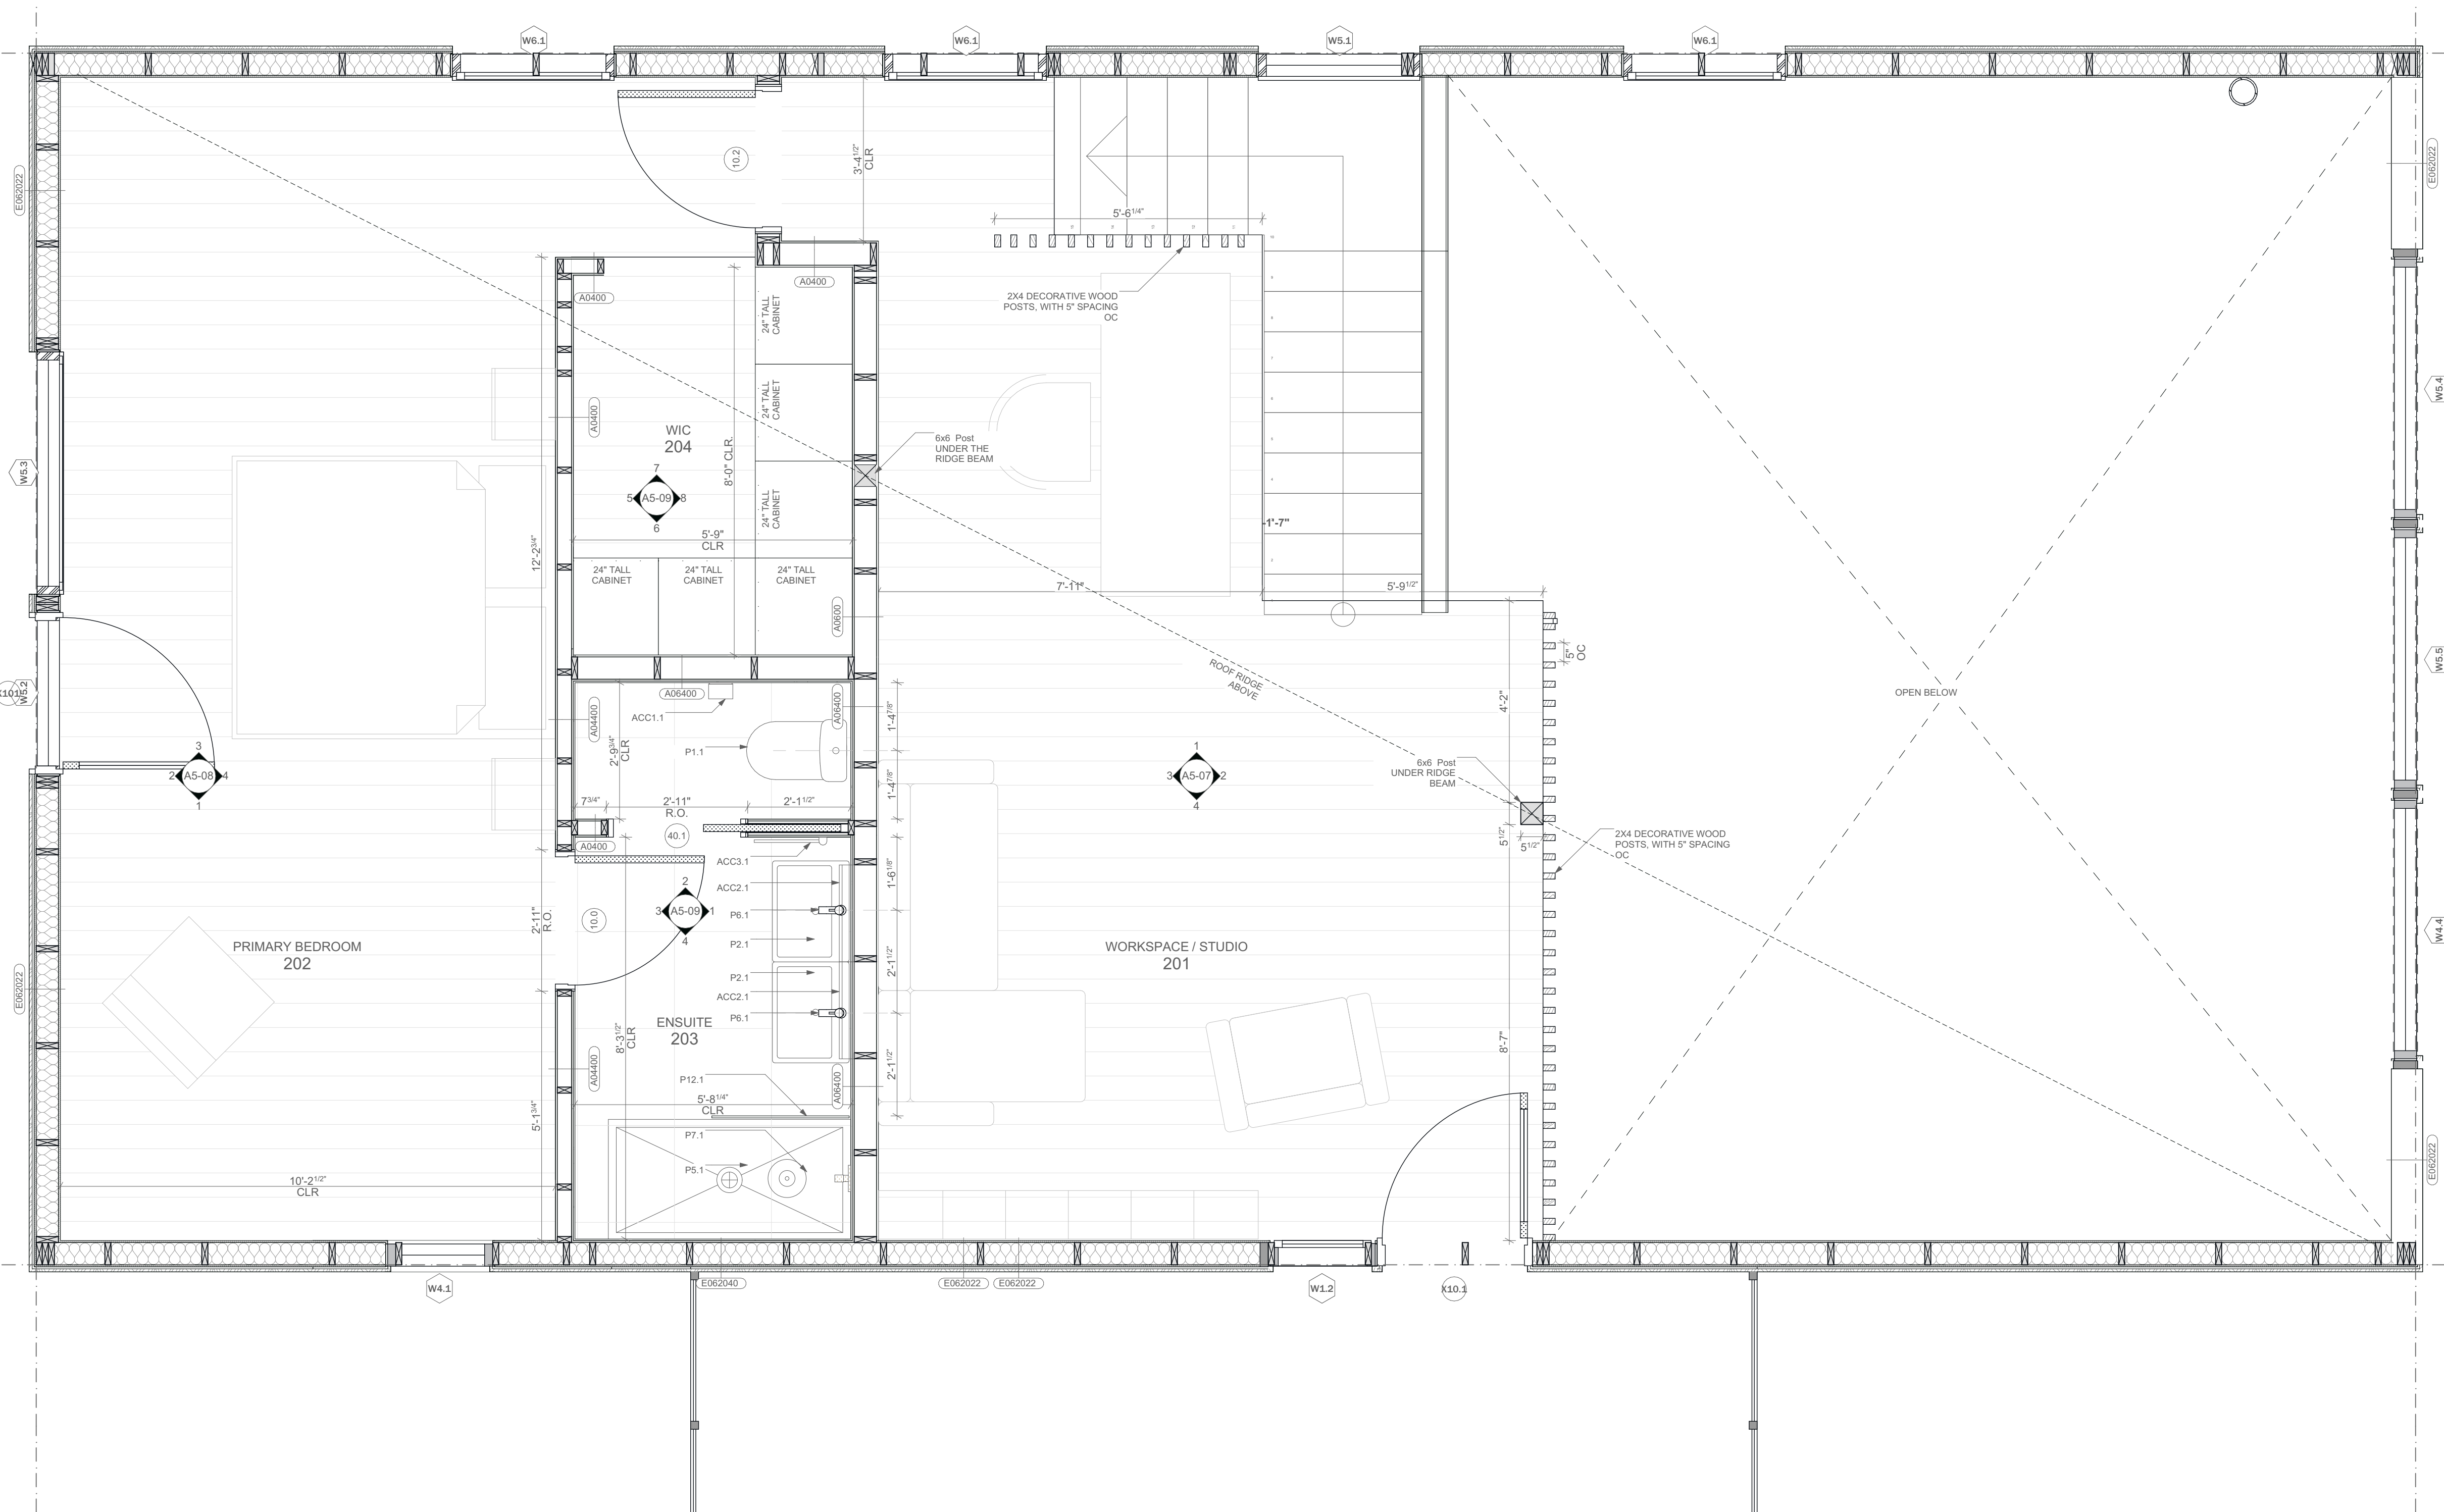 W6.1
W6.1
W5.1
W6.1
E062022
10.2
3'-4 1/2"
CLR
E062022
5'-6 1/4"
A0400
A0400
24" TALL
CABINET
2X4 DECORATIVE WOOD
POSTS, WITH 5" SPACING
OC
24" TALL
CABINET
A0400
WIC
204
8'-0" CLR.
6x6 Post
UNDER THE
RIDGE BEAM
W5.4
W5.3
7
5 A5-09 8
6
24" TALL
CABINET
-1'-7"
5'-9"
CLR
12'-2 3/4"
24" TALL
CABINET
24" TALL
CABINET
24" TALL
CABINET
7'-11"
5'-9 1/2"
A06600
5"
OC
W5.5
ROOF RIDGE
ABOVE
W5.2
X101
A06400
A06400
OPEN BELOW
ACC1.1
A04400
1'-4 7/8"
4'-2"
P1.1
2'-9 3/4"
CLR
3
2 A5-08 4
1
1
3 A5-07 2
4
6x6 Post
UNDER RIDGE
BEAM
1'-4 7/8"
7 3/4"
2'-11"
R.O.
2'-1 1/2"
40.1
A0400
5 1/2"
5 1/2"
2X4 DECORATIVE WOOD
POSTS, WITH 5" SPACING
OC
ACC3.1
1'-6 1/8"
2
3 A5-09 1
4
ACC2.1
P6.1
10.0
2'-11"
R.O.
W4.4
PRIMARY BEDROOM
202
P2.1
WORKSPACE / STUDIO
201
P2.1
2'-1 1/2"
E062022
ACC2.1
P6.1
ENSUITE
203
8'-3 1/2"
CLR
8'-7"
A04400
2'-1 1/2"
P12.1
A06400
5'-8 1/4"
CLR
5'-1 3/4"
P7.1
P5.1
E062022
10'-2 1/2"
CLR
W4.1
E062040
E062022
E062022
W1.2
X10.1